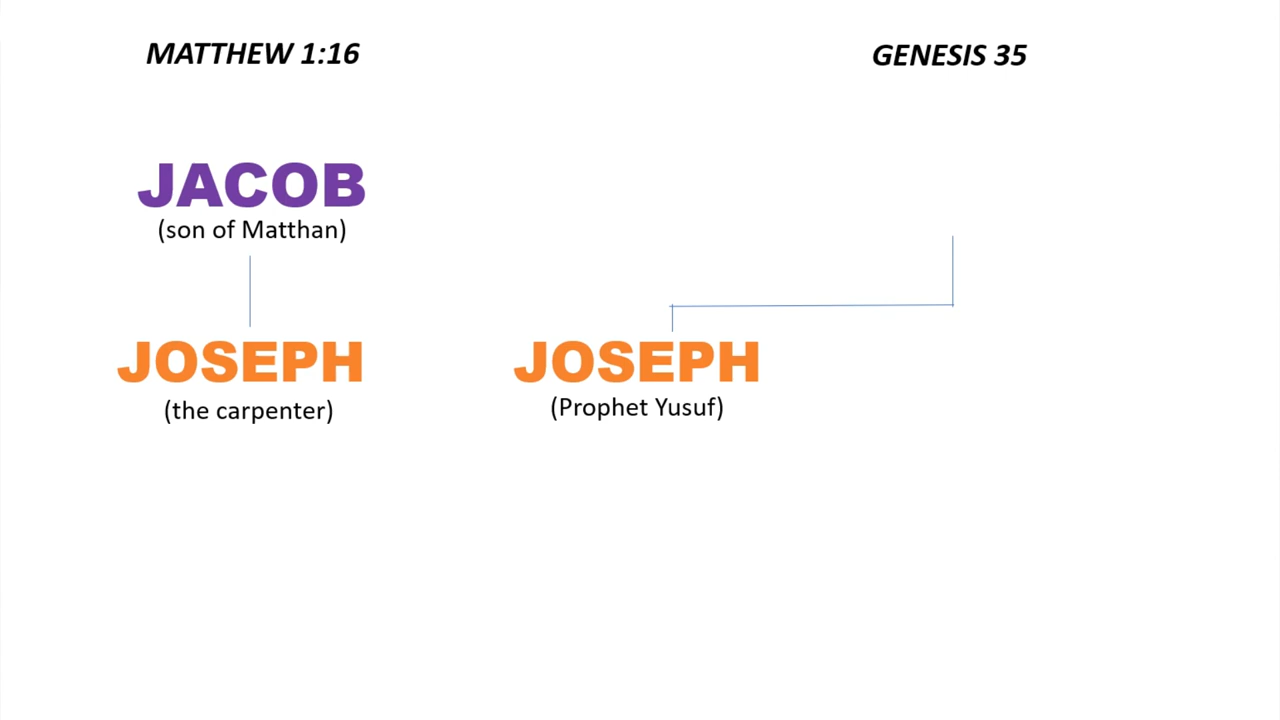 MATTHEW 1:16
GENESIS 35
JACOB
(son of Matthan)
JOSEPH
(the carpenter)
JOSEPH
(Prophet Yusuf)